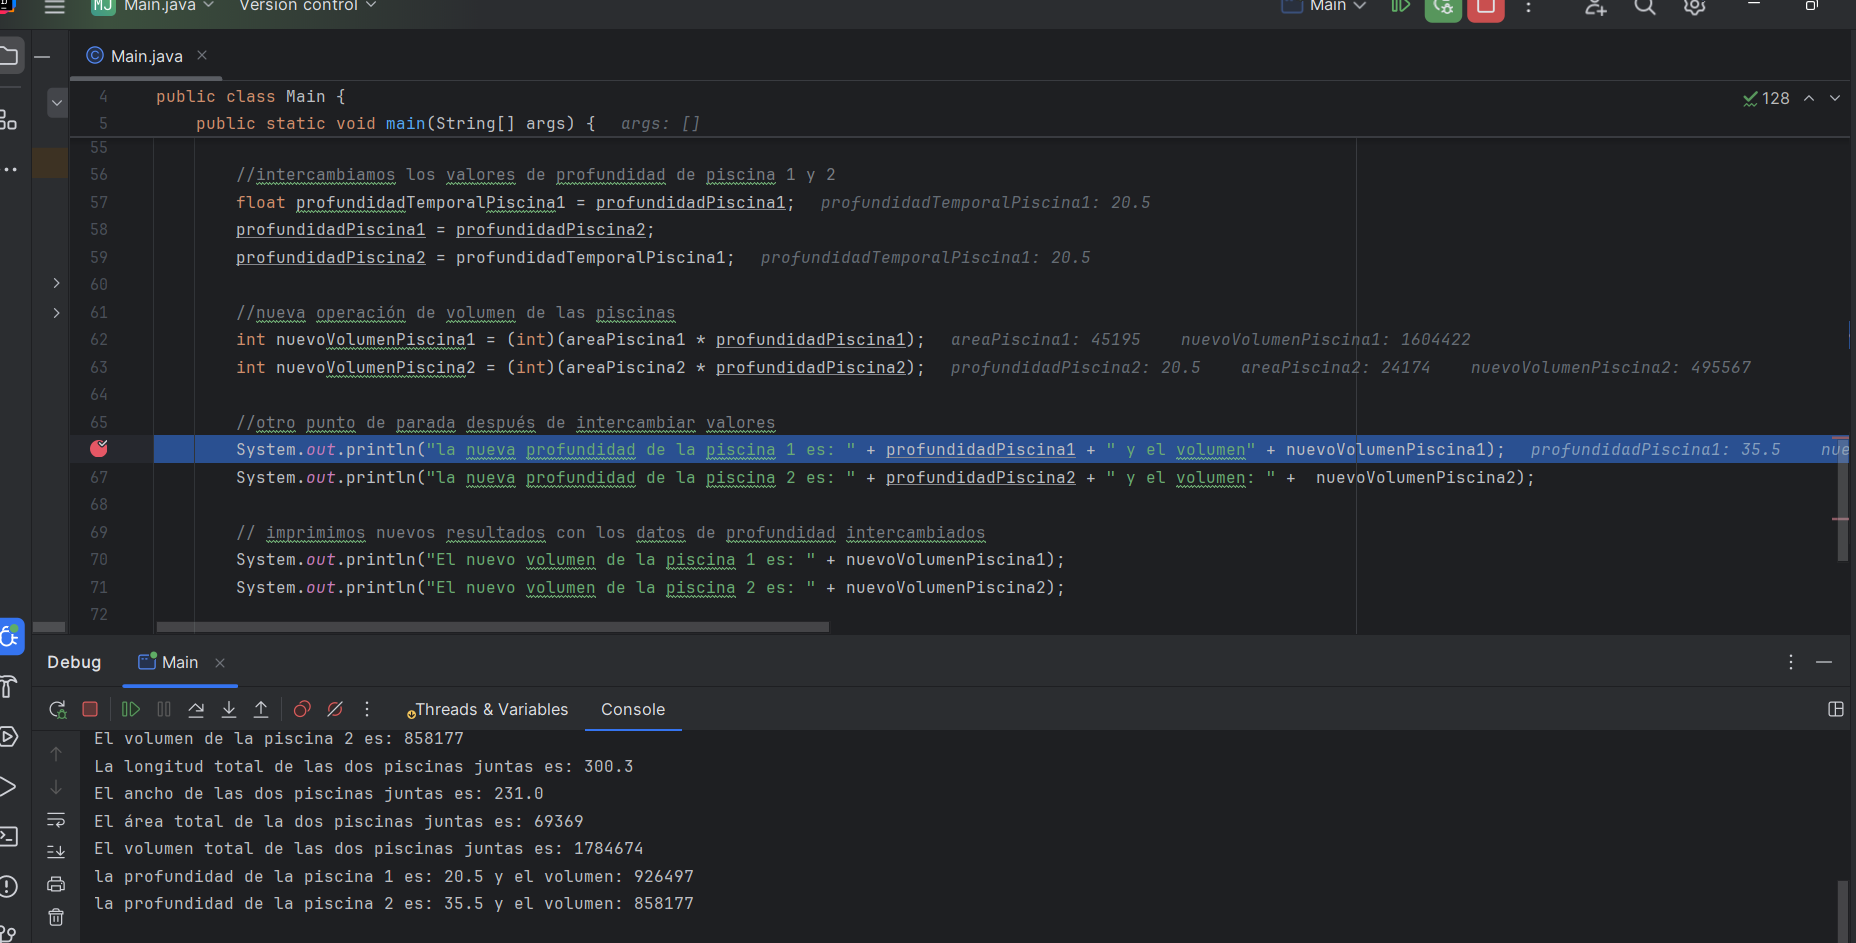 MJ Main.java Version control Main
Main.java
128
4 public class Main {
5 public static void main(String[] args) { args: []
55
56 //intercambiamos los valores de profundidad de piscina 1 y 2
57 float profundidadTemporalPiscina1 = profundidadPiscina1; profundidadTemporalPiscina1: 20.5
58 profundidadPiscina1 = profundidadPiscina2;
59 profundidadPiscina2 = profundidadTemporalPiscina1; profundidadTemporalPiscina1: 20.5
60
61 //nueva operación de volumen de las piscinas
62 int nuevoVolumenPiscina1 = (int)(areaPiscina1 * profundidadPiscina1); areaPiscina1: 45195 nuevoVolumenPiscina1: 1604422
63 int nuevoVolumenPiscina2 = (int)(areaPiscina2 * profundidadPiscina2); profundidadPiscina2: 20.5 areaPiscina2: 24174 nuevoVolumenPiscina2: 495567
64
65 //otro punto de parada después de intercambiar valores
System.out.println("la nueva profundidad de la piscina 1 es: " + profundidadPiscina1 + " y el volumen" + nuevoVolumenPiscina1); profundidadPiscina1: 35.5 nue
67 System.out.println("la nueva profundidad de la piscina 2 es: " + profundidadPiscina2 + " y el volumen: " + nuevoVolumenPiscina2);
68
69 // imprimimos nuevos resultados con los datos de profundidad intercambiados
70 System.out.println("El nuevo volumen de la piscina 1 es: " + nuevoVolumenPiscina1);
71 System.out.println("El nuevo volumen de la piscina 2 es: " + nuevoVolumenPiscina2);
72
Debug Main
Threads & Variables Console
El volumen de la piscina 2 es: 858177
La longitud total de las dos piscinas juntas es: 300.3
El ancho de las dos piscinas juntas es: 231.0
El área total de la dos piscinas juntas es: 69369
El volumen total de las dos piscinas juntas es: 1784674
la profundidad de la piscina 1 es: 20.5 y el volumen: 926497
la profundidad de la piscina 2 es: 35.5 y el volumen: 858177